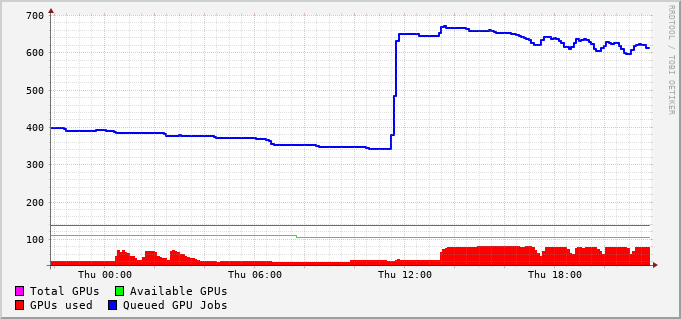 700
600
500
400
300
200
100
Thu 00:00 Thu 06:00 Thu 12:00 Thu 18:00
Total GPUs Available GPUs
GPUs used Queued GPU Jobs
RRDTOOL / TOBI OETIKER